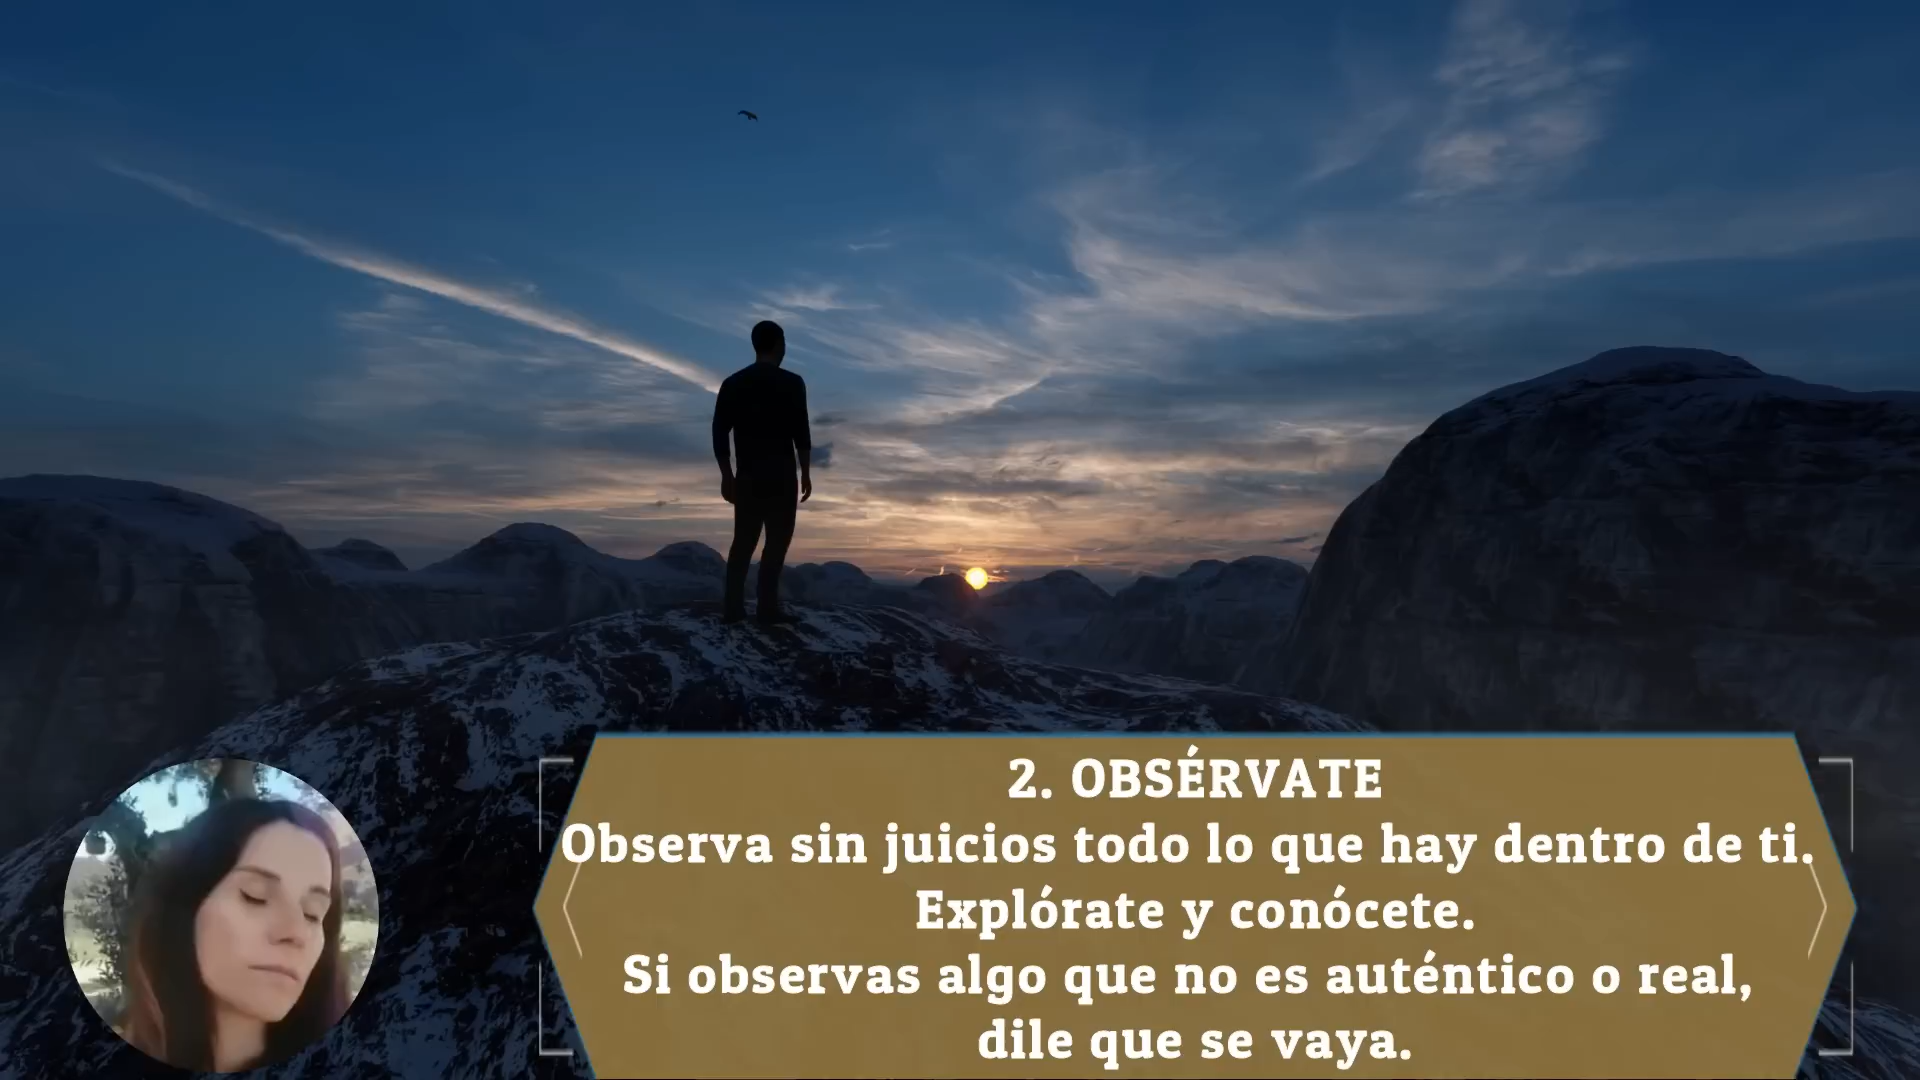 2. OBSÉRVATE
Observa sin juicios todo lo que hay dentro de ti.
Explórate y conócete.
Si observas algo que no es auténtico o real,
dile que se vaya.